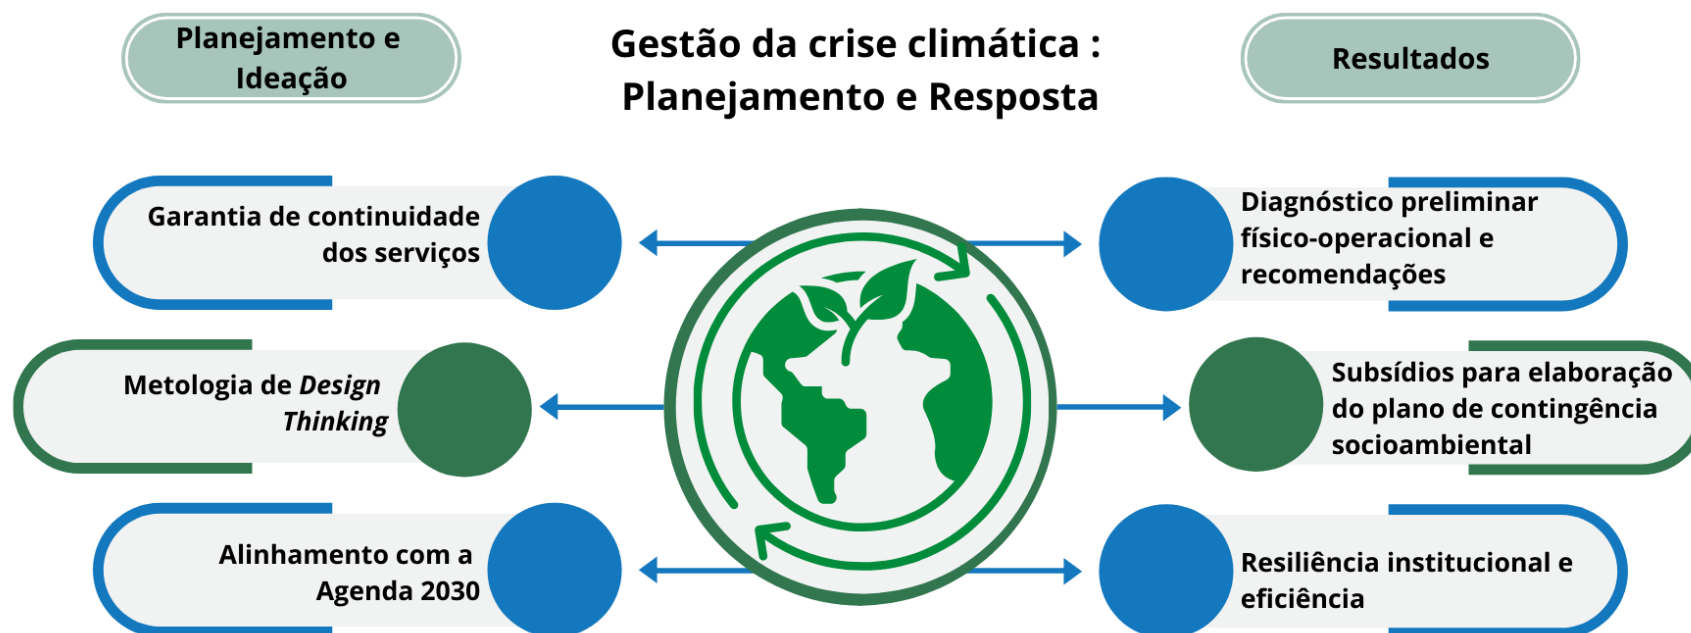 Planejamento e
Ideação
Gestão da crise climática :
Planejamento e Resposta
Resultados
Garantia de continuidade
dos serviços
Metologia de Design
Thinking
Alinhamento com a
Agenda 2030
Diagnóstico preliminar
físico-operacional e
recomendações
Subsídios para elaboração
do plano de contingência
socioambiental
Resiliência institucional e
eficiência